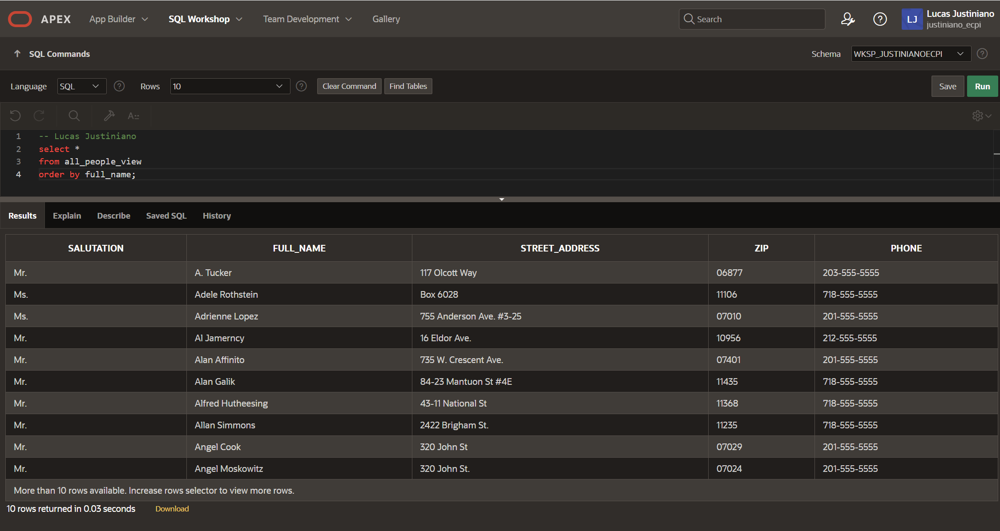 APEX App Builder SQL Workshop Team Development Gallery Search LJ Lucas Justiniano
justiniano_ecpi
SQL Commands Schema WKSP_JUSTINIANOECPI ?
Language SQL ? Rows 10 ? Clear Command Find Tables Save Run
A
1 -- Lucas Justiniano
2 select *
3 from all_people_view
4 order by full_name;
Results Explain Describe Saved SQL History
SALUTATION FULL_NAME STREET_ADDRESS ZIP PHONE
Mr. A. Tucker 117 Olcott Way 06877 203-555-5555
Ms. Adele Rothstein Box 6028 11106 718-555-5555
Ms. Adrienne Lopez 755 Anderson Ave. #3-25 07010 201-555-5555
Mr. Al Jamerncy 16 Eldor Ave. 10956 212-555-5555
Mr. Alan Affinito 735 W. Crescent Ave. 07401 201-555-5555
Mr. Alan Galik 84-23 Mantuon St #4E 11435 718-555-5555
Mr. Alfred Hutheesing 43-11 National St 11368 718-555-5555
Mr. Allan Simmons 2422 Brigham St. 11235 718-555-5555
Mr. Angel Cook 320 John St 07029 201-555-5555
Mr. Angel Moskowitz 320 John St. 07024 201-555-5555
More than 10 rows available. Increase rows selector to view more rows.
10 rows returned in 0.03 seconds Download